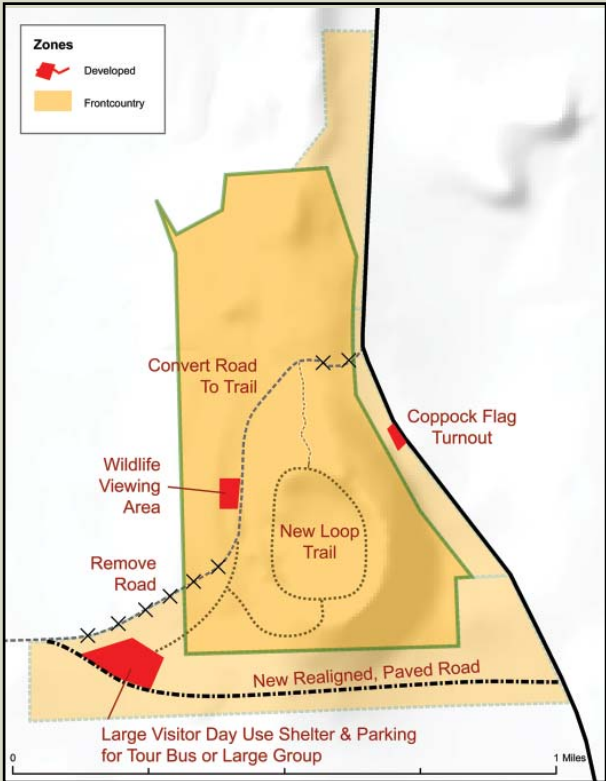 Zones
Developed
Frontcountry
Convert Road
To Trail
Coppock Flag
Turnout
Wildlife
Viewing
Area
New Loop
Trail
Remove
Road
New Realigned, Paved Road
Large Visitor Day Use Shelter & Parking
for Tour Bus or Large Group
0
1 Miles